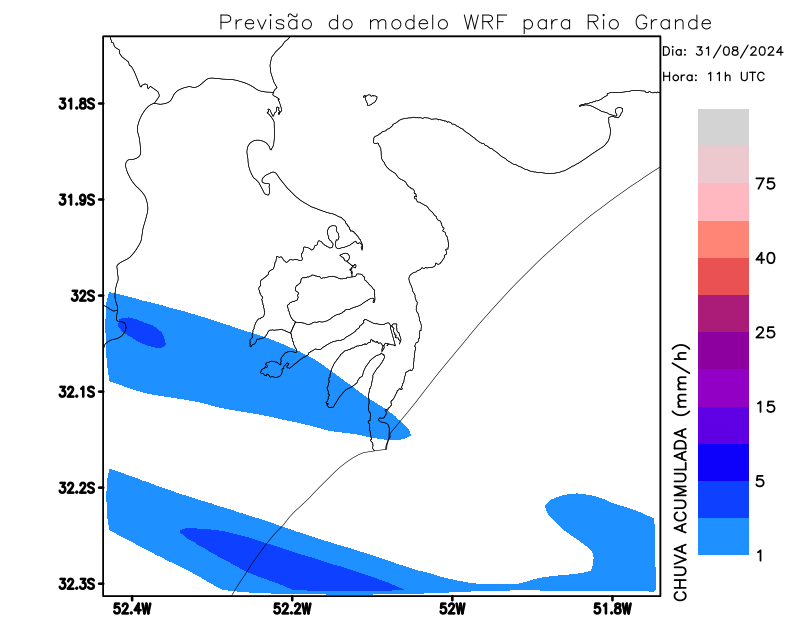 Previsão do modelo WRF para Rio Grande
Dia: 31/08/2024
Hora: 11h UTC
31.8S
31.9S
32S
32.1S
32.2S
32.3S
52.4W
52.2W
52W
51.8W
75
40
25
15
5
1
CHUVA ACUMULADA (mm/h)